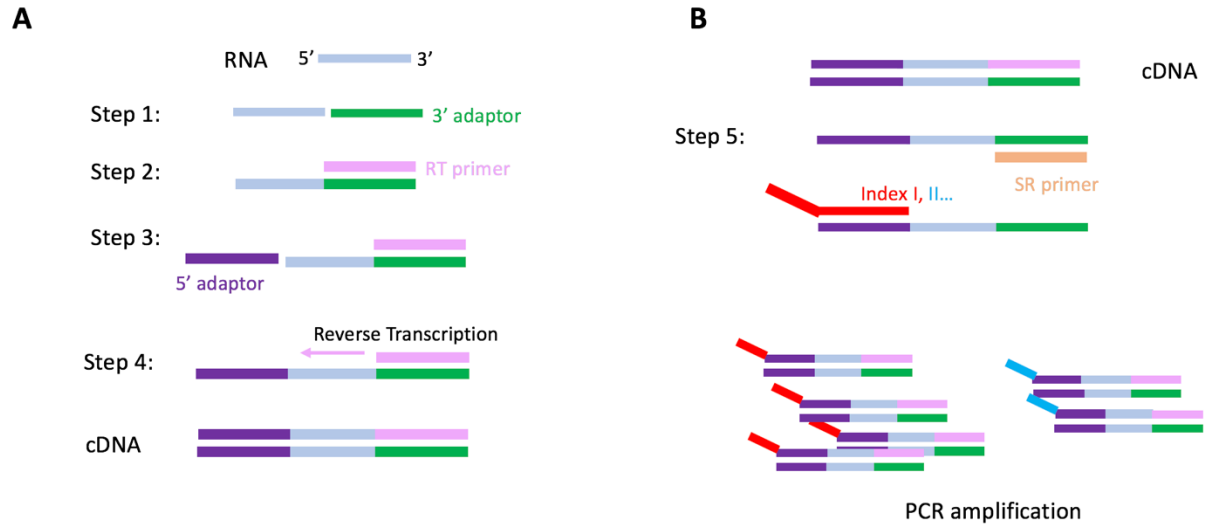 A
RNA 5’ 3’
Step 1: 3’ adaptor
Step 2: RT primer
Step 3:
5’ adaptor
Reverse Transcription
Step 4:
cDNA
B
cDNA
Step 5:
SR primer
Index I, II...
PCR amplification